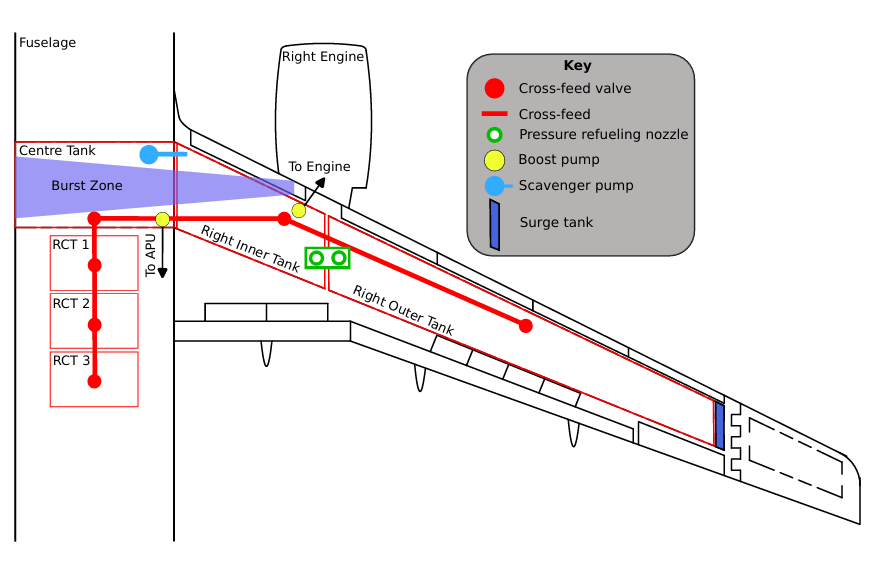 Fuselage
Right Engine
Key
Cross-feed valve
Cross-feed
Pressure refueling nozzle
Boost pump
Scavenger pump
Surge tank
Centre Tank
To Engine
Burst Zone
To APU
Right Inner Tank
RCT 1
RCT 2
Right Outer Tank
RCT 3